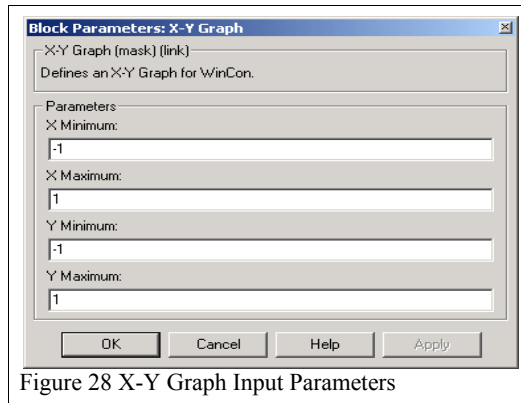 Block Parameters: X-Y Graph
X-Y Graph (mask) (link)
Defines an X-Y Graph for WinCon.
Parameters
X Minimum:
-1
X Maximum:
1
Y Minimum:
-1
Y Maximum:
1
OK Cancel Help Apply
Figure 28 X-Y Graph Input Parameters